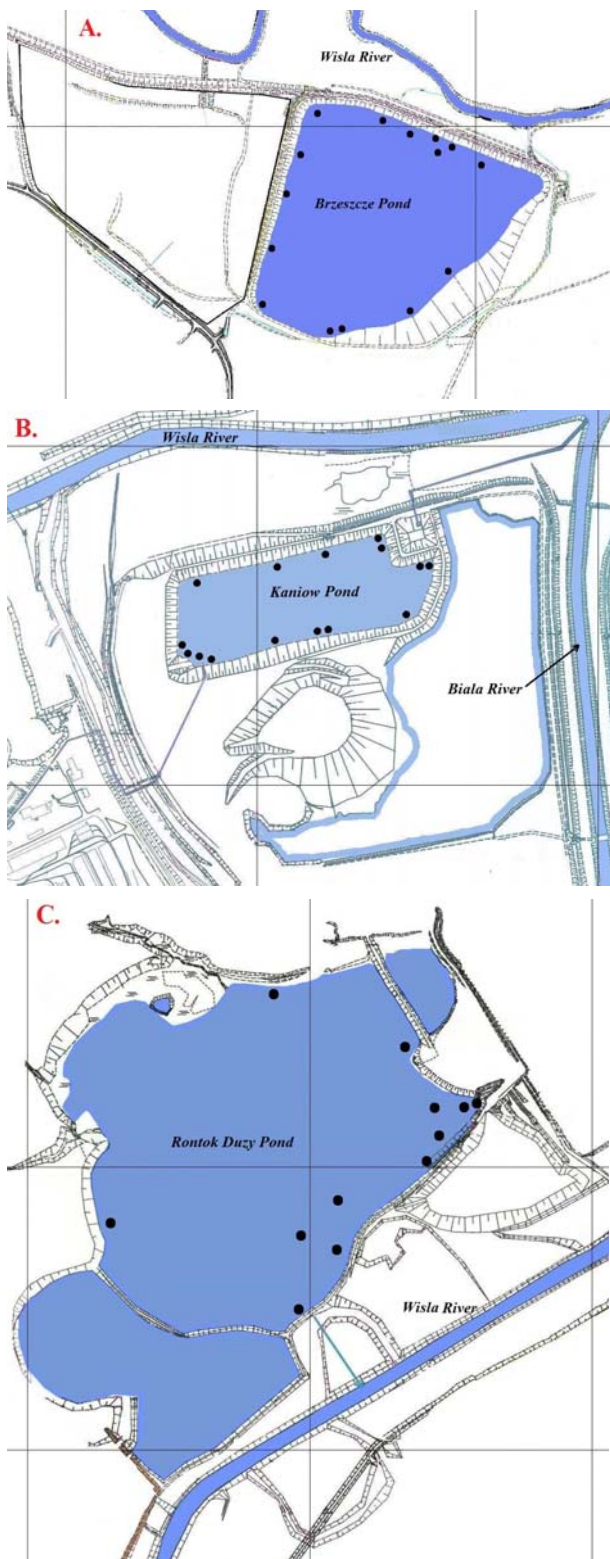 A.
Wisla River
Brzeszcze Pond
B.
Wisla River
Kaniow Pond
Biala River
C.
Rontok Duzy Pond
Wisla River